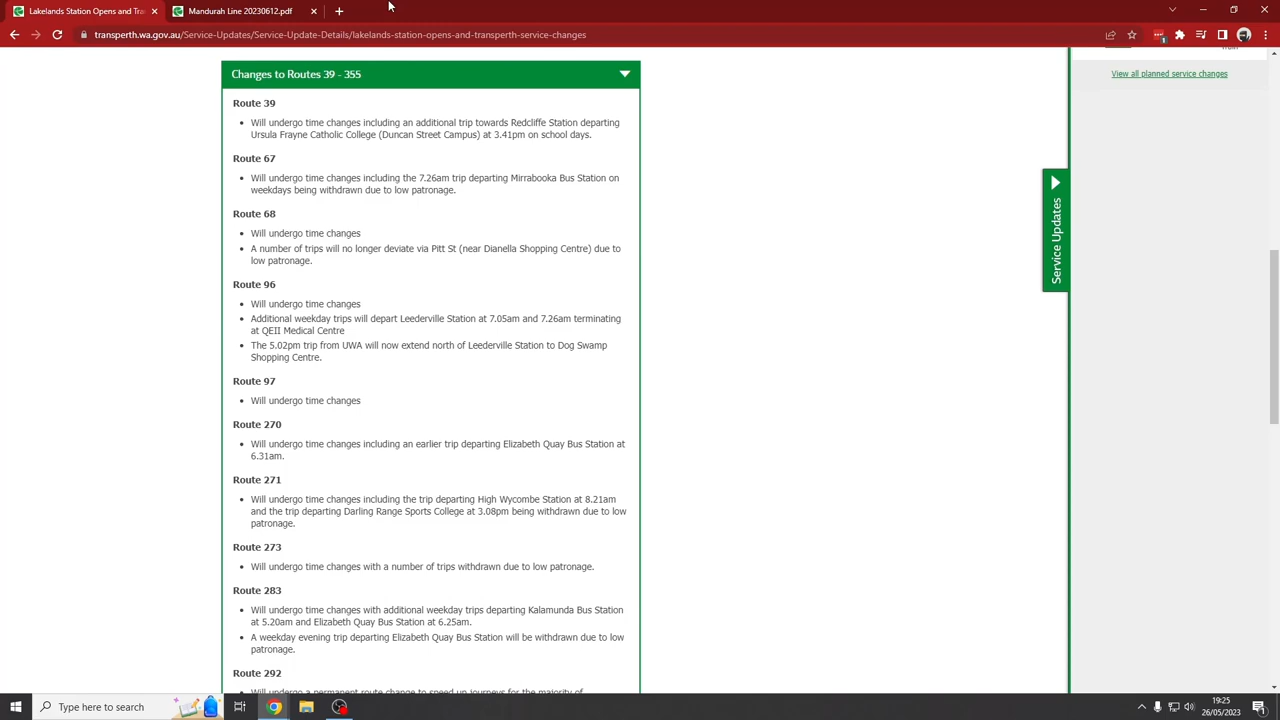 Lakelands Station Opens and Tran
Mandurah Line 20230612.pdf
transperth.wa.gov.au/Service-Updates/Service-Update-Details/lakelands-station-opens-and-transperth-service-changes
View all planned service changes
Service Updates
Changes to Routes 39 - 355
Route 39
Will undergo time changes including an additional trip towards Redcliffe Station departing
Ursula Frayne Catholic College (Duncan Street Campus) at 3.41pm on school days.
Route 67
Will undergo time changes including the 7.26am trip departing Mirrabooka Bus Station on
weekdays being withdrawn due to low patronage.
Route 68
Will undergo time changes
A number of trips will no longer deviate via Pitt St (near Dianella Shopping Centre) due to
low patronage.
Route 96
Will undergo time changes
Additional weekday trips will depart Leederville Station at 7.05am and 7.26am terminating
at QEII Medical Centre
The 5.02pm trip from UWA will now extend north of Leederville Station to Dog Swamp
Shopping Centre.
Route 97
Will undergo time changes
Route 270
Will undergo time changes including an earlier trip departing Elizabeth Quay Bus Station at
6.31am.
Route 271
Will undergo time changes including the trip departing High Wycombe Station at 8.21am
and the trip departing Darling Range Sports College at 3.08pm being withdrawn due to low
patronage.
Route 273
Will undergo time changes with a number of trips withdrawn due to low patronage.
Route 283
Will undergo time changes with additional weekday trips departing Kalamunda Bus Station
at 5.20am and Elizabeth Quay Bus Station at 6.25am.
A weekday evening trip departing Elizabeth Quay Bus Station will be withdrawn due to low
patronage.
Route 292
Will undergo a permanent route change to speed up journeys for the majority of
Type here to search
19:25
26/05/2023